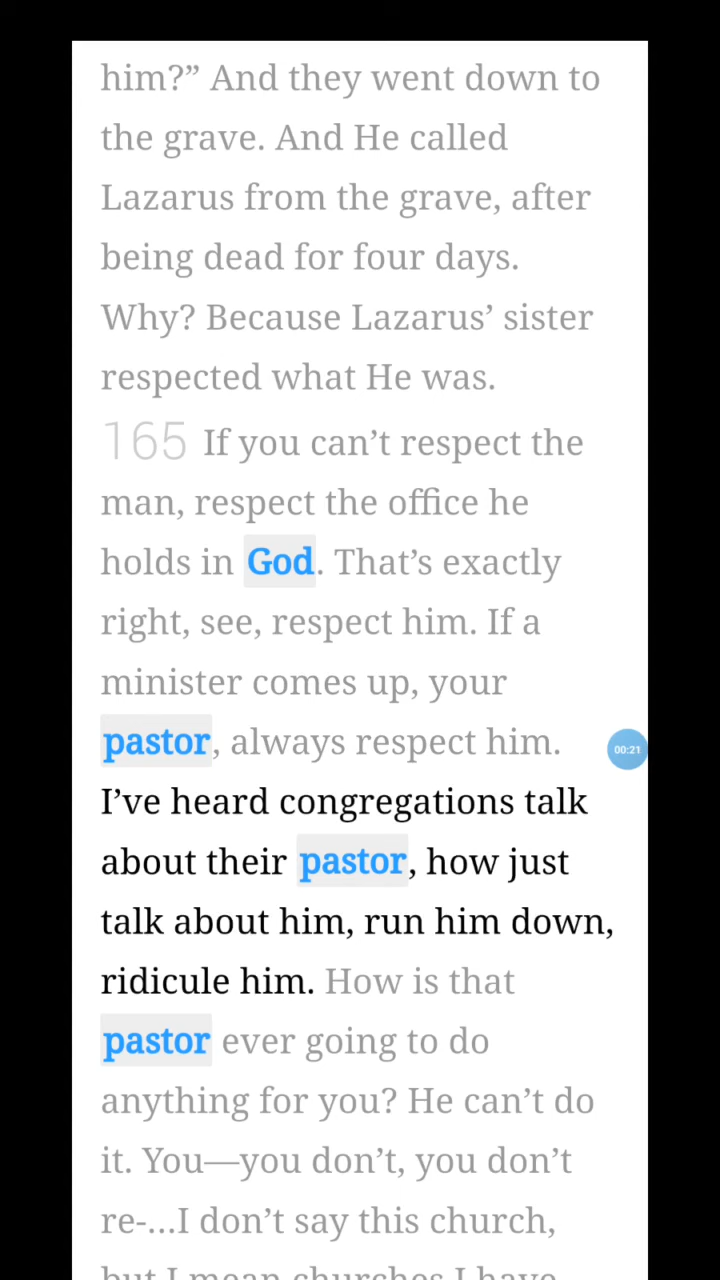 him?” And they went down to
the grave. And He called
Lazarus from the grave, after
being dead for four days.
Why? Because Lazarus’ sister
respected what He was.
165 If you can’t respect the
man, respect the office he
holds in God. That’s exactly
right, see, respect him. If a
minister comes up, your
pastor, always respect him.
00:21
I’ve heard congregations talk
about their pastor, how just
talk about him, run him down,
ridicule him. How is that
pastor ever going to do
anything for you? He can’t do
it. You—you don’t, you don’t
re-...I don’t say this church,
but I mean churches I have